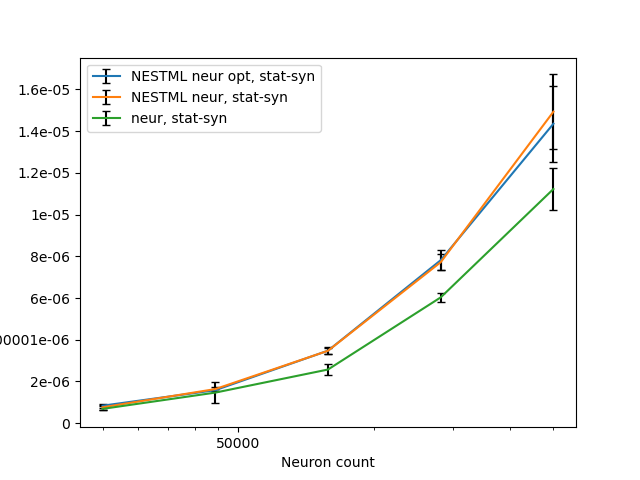 NESTML neur opt, stat-syn
NESTML neur, stat-syn
neur, stat-syn
1.6e-05
1.4e-05
1.2e-05
1e-05
8e-06
6e-06
00001e-06
2e-06
0
50000
Neuron count